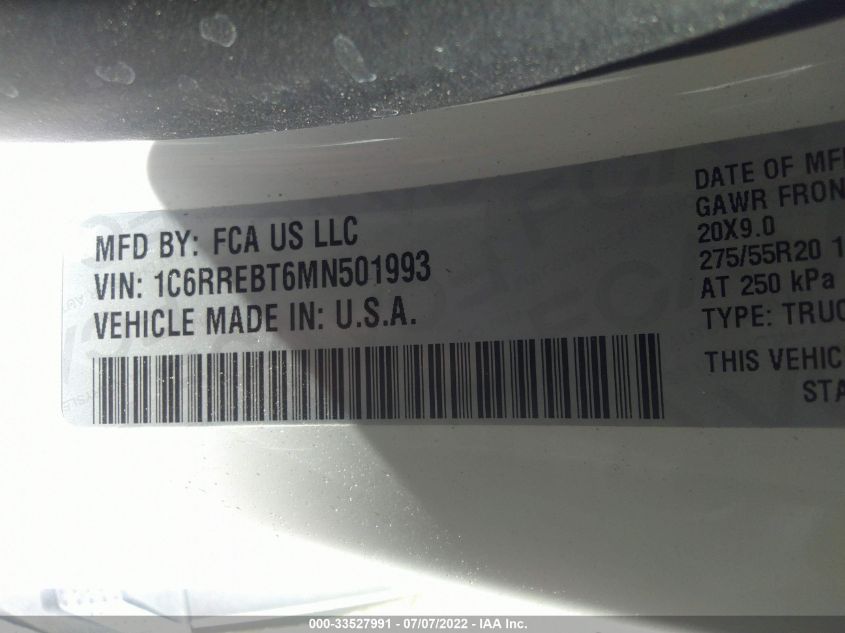 MFD BY: FCA US LLC
VIN: 1C6RREBT6MN501993
VEHICLE MADE IN: U.S.A.
DATE OF MF
GAWR FRON
20X9.0
275/55R20 1
AT 250 kPa
TYPE: TRUC
THIS VEHIC
STA
000-33527991 - 07/07/2022 - IAA Inc.